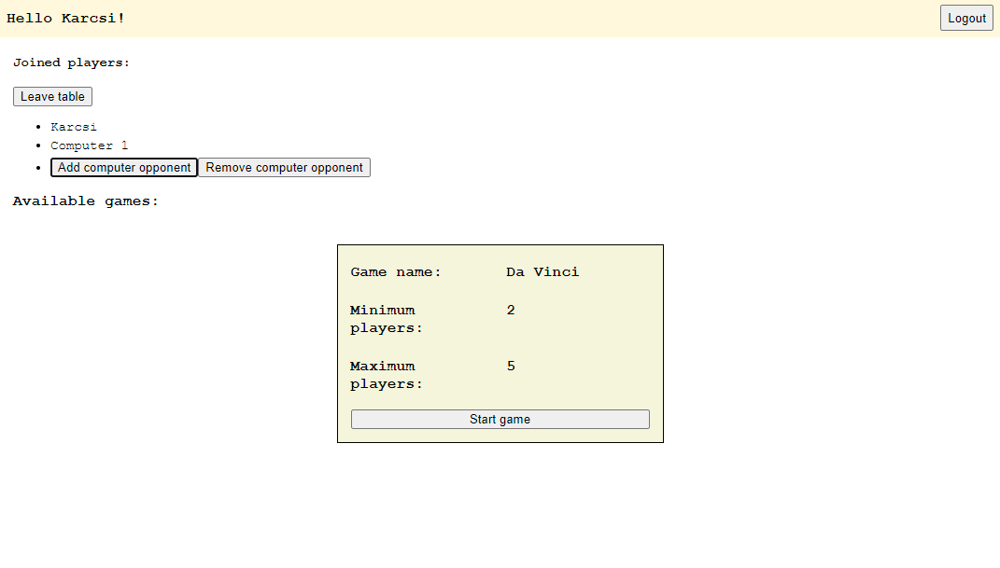 Hello Karcsi! Logout
Joined players:
Leave table
Karcsi
Computer 1
Add computer opponent Remove computer opponent
Available games:
Game name: Da Vinci
Minimum 2
players:
Maximum 5
players:
Start game